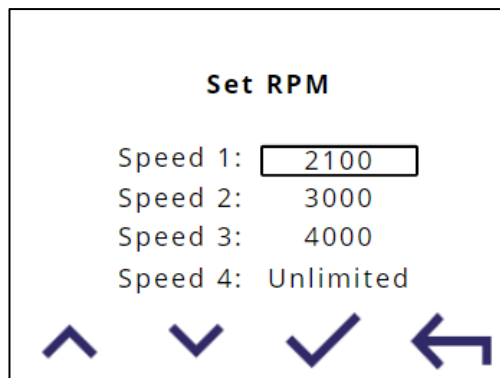 Set RPM
Speed 1: 2100
Speed 2: 3000
Speed 3: 4000
Speed 4: Unlimited